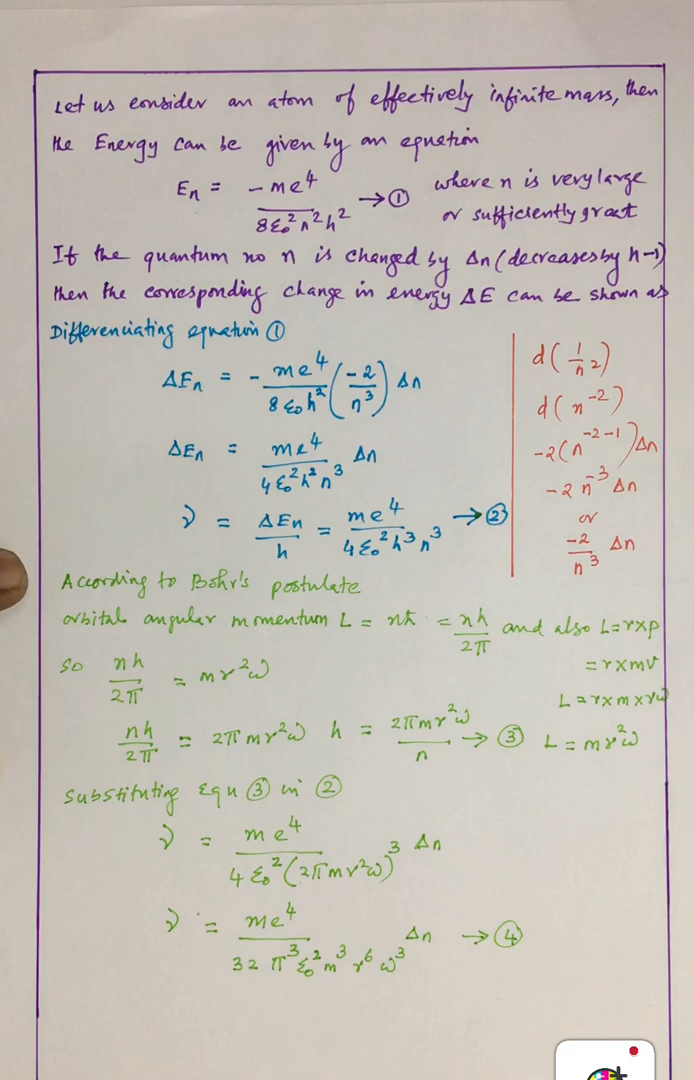 Let us consider an atom of effectively infinite mass, then
the Energy can be given by an equation
Eₙ = -me⁴ / 8ε₀²n²h² → ① where n is very large
or sufficiently great
If the quantum no n is changed by Δn (decreases by n-1)
then the corresponding change in energy ΔE can be shown as
Differenciating equation ①
ΔEₙ = - me⁴ / 8ε₀h² (-2 / n³) Δn
ΔEₙ = me⁴ / 4ε₀²h²n³ Δn
ν = ΔEn / h = me⁴ / 4ε₀²h³n³ → ②
d(1/n²)
d(n⁻²)
-2(n⁻²⁻¹)Δn
-2 n⁻³ Δn
or
-2 / n³ Δn
According to Bohr's postulate
orbital angular momentum L = nħ = nh / 2π and also L = r×p
= r×mv
L = r×m×rω
L = mr²ω
so nh / 2π = mr²ω
nh / 2π = 2πmr²ω h = 2πmr²ω / n → ③
Substituting Equ ③ in ②
ν = me⁴ / 4ε₀²(2πmr²ω)³ Δn
ν = me⁴ / 32π³ε₀²m³r⁶ω³ Δn → ④